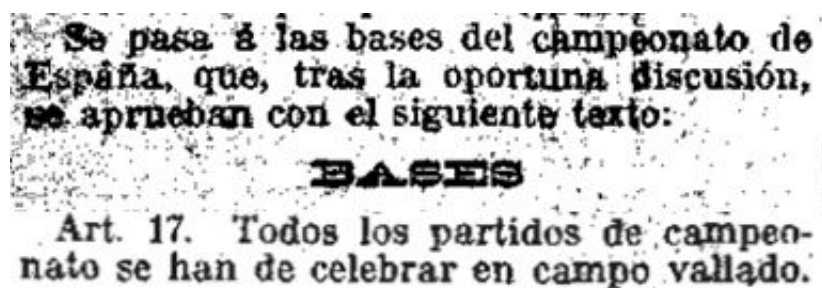 Se pasa á las bases del campeonato de
España, que, tras la oportuna discusión,
se aprueban con el siguiente texto:
BASES
Art. 17. Todos los partidos de campeo-
nato se han de celebrar en campo vallado.